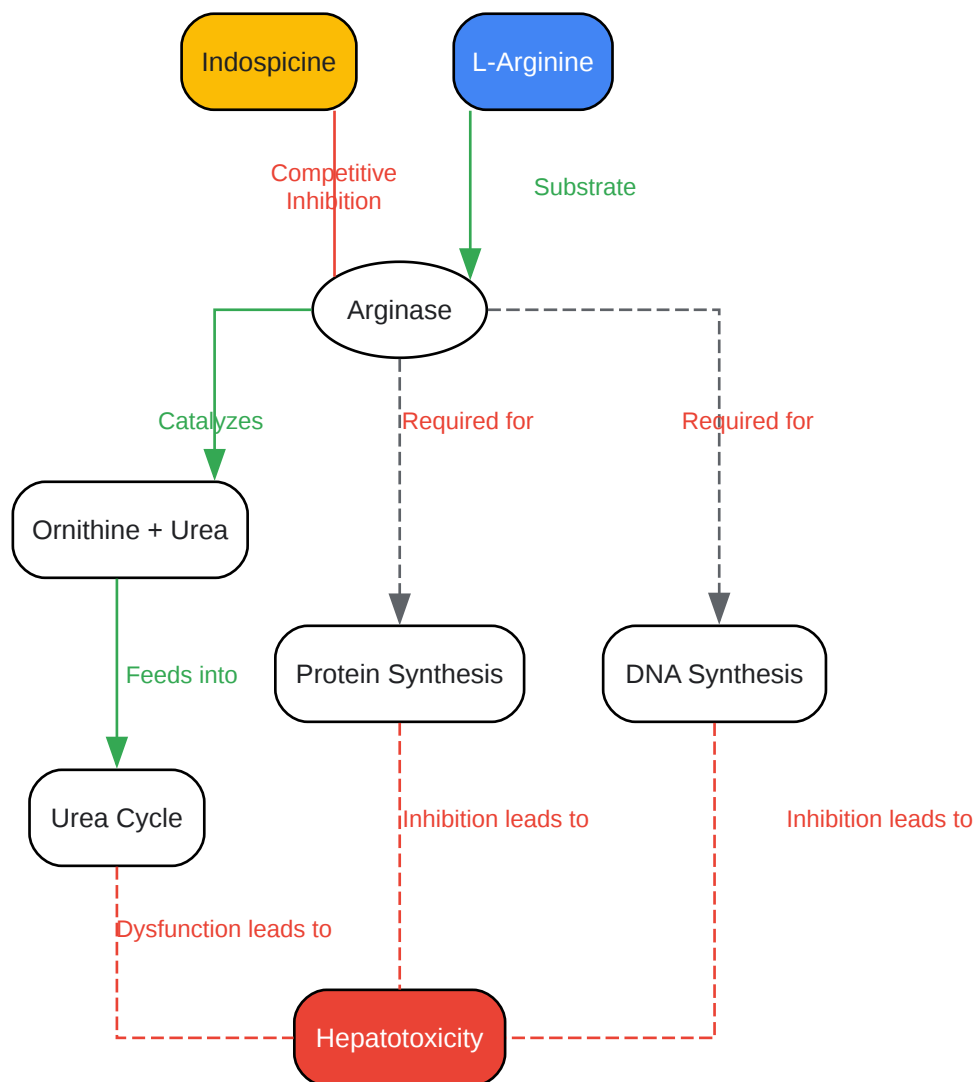 Indospicine
L-Arginine
Competitive
Inhibition
Substrate
Arginase
Catalyzes
Required for
Required for
Ornithine + Urea
Feeds into
Protein Synthesis
DNA Synthesis
Urea Cycle
Inhibition leads to
Inhibition leads to
Dysfunction leads to
Hepatotoxicity